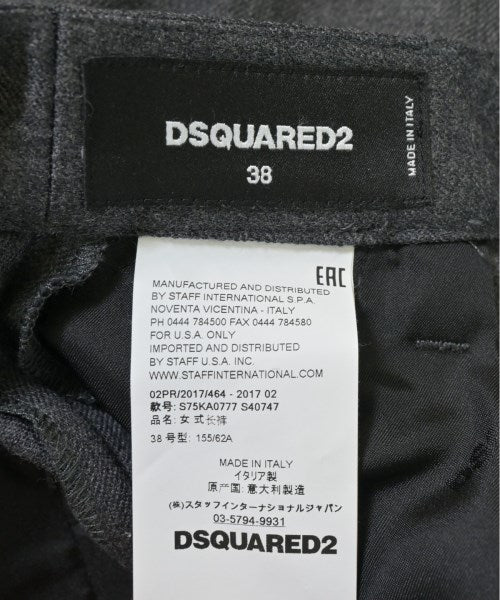 DSQUARED2
38
MADE IN ITALY
EAC
MANUFACTURED AND DISTRIBUTED
BY STAFF INTERNATIONAL S.P.A.
NOVENTA VICENTINA - ITALY
PH 0444 784500 FAX 0444 784580
FOR U.S.A. ONLY
IMPORTED AND DISTRIBUTED
BY STAFF U.S.A. INC.
WWW.STAFFINTERNATIONAL.COM
02PR/2017/464 - 2017 02
款号: S75KA0777 S40747
品名: 女式长裤
38 号型: 155/62A
MADE IN ITALY
イタリア製
原产国: 意大利製造
(株)スタッフインターナショナルジャパン
03-5794-9931
DSQUARED2